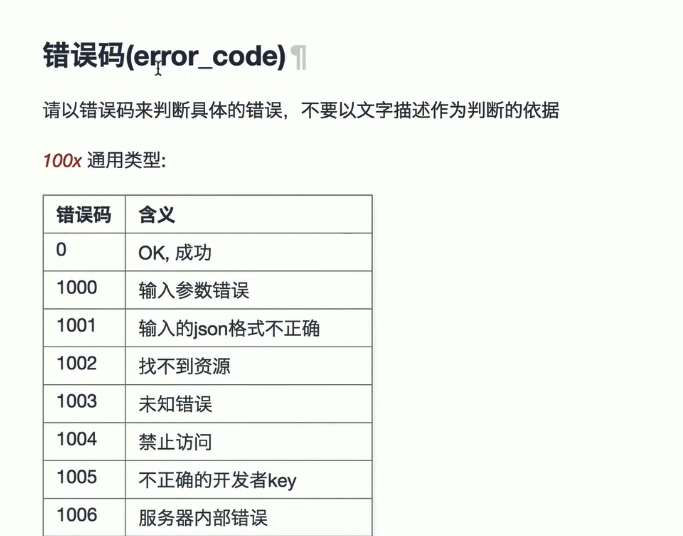 错误码(error_code)¶
请以错误码来判断具体的错误，不要以文字描述作为判断的依据
100x 通用类型:
错误码 含义
0 OK, 成功
1000 输入参数错误
1001 输入的json格式不正确
1002 找不到资源
1003 未知错误
1004 禁止访问
1005 不正确的开发者key
1006 服务器内部错误